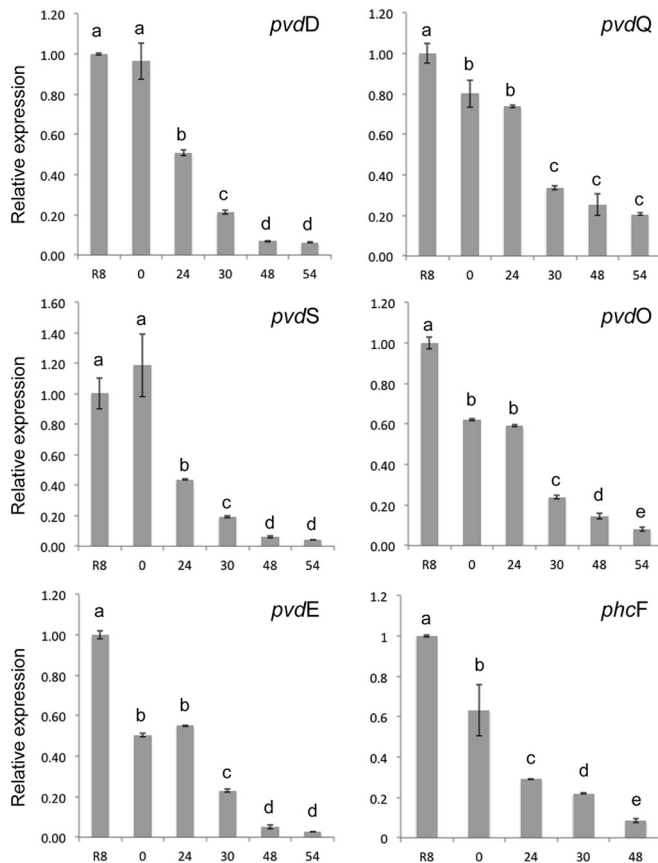 pvdD
Relative expression
1.20
1.00
0.80
0.60
0.40
0.20
0.00
a a b c d d
R8 0 24 30 48 54
pvdQ
1.20
1.00
0.80
0.60
0.40
0.20
0.00
a b b c c c
R8 0 24 30 48 54
pvdS
Relative expression
1.60
1.40
1.20
1.00
0.80
0.60
0.40
0.20
0.00
a a b c d d
R8 0 24 30 48 54
pvdO
1.20
1.00
0.80
0.60
0.40
0.20
0.00
a b b c d e
R8 0 24 30 48 54
pvdE
Relative expression
1.20
1.00
0.80
0.60
0.40
0.20
0.00
a b b c d d
R8 0 24 30 48 54
phcF
1.2
1
0.8
0.6
0.4
0.2
0
a b c d e
R8 0 24 30 48